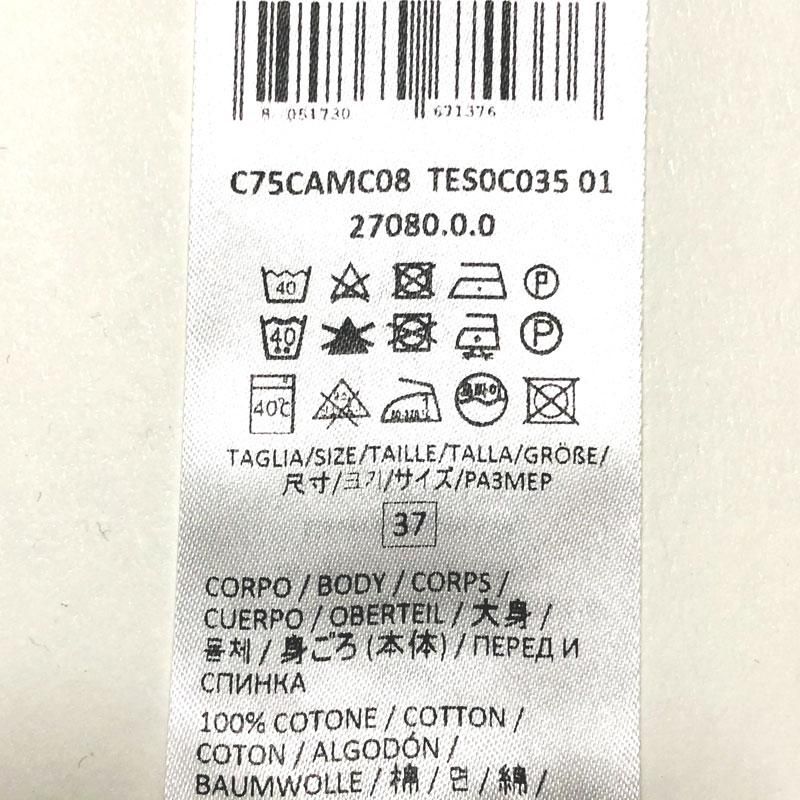 8 051730 671376
C75CAMC08 TES0C035 01
27080.0.0
40 P
40 P
40℃
TAGLIA/SIZE/TAILLE/TALLA/GRÖßE/
尺寸/크기/サイズ/РАЗМЕР
37
CORPO / BODY / CORPS /
CUERPO / OBERTEIL / 大身 /
몸체 / 身ごろ (本体) / ПЕРЕД И
СПИНКА
100% COTONE / COTTON /
COTON / ALGODÓN /
BAUMWOLLE / 棉 / 면 / 綿 /